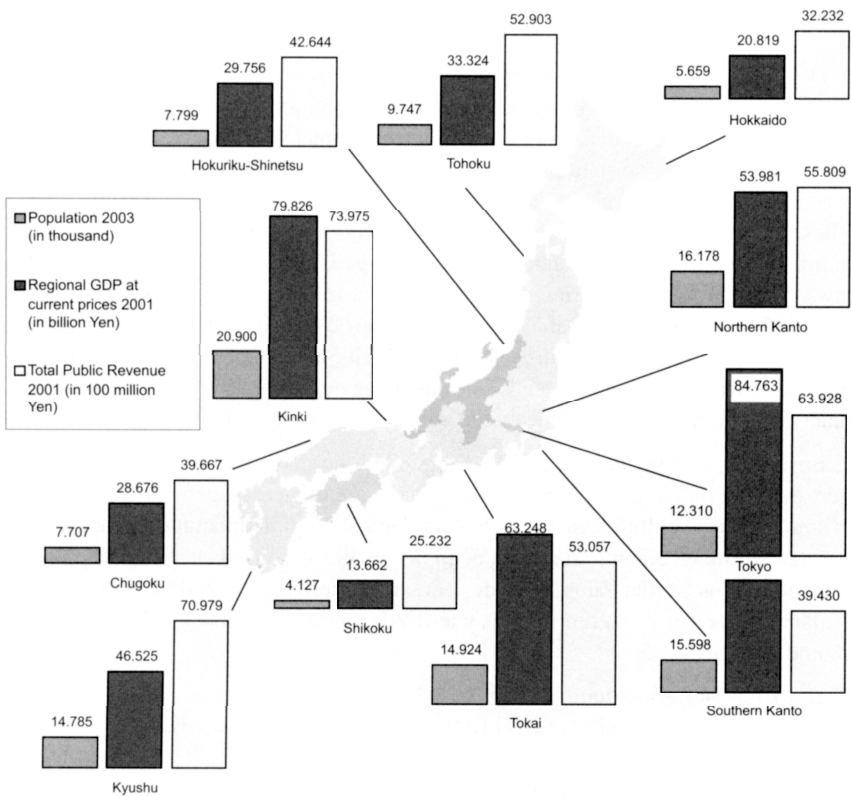 52.903
32.232
42.644
33.324
20.819
29.756
5.659
7.799
9.747
Hokkaido
Hokuriku-Shinetsu
Tohoku
53.981
55.809
Population 2003
(in thousand)
Regional GDP at
current prices 2001
(in billion Yen)
Total Public Revenue
2001 (in 100 million
Yen)
79.826
73.975
20.900
Kinki
16.178
Northern Kanto
84.763
63.928
12.310
Tokyo
39.667
28.676
7.707
Chugoku
25.232
13.662
4.127
Shikoku
63.248
53.057
14.924
Tokai
39.430
15.598
Southern Kanto
70.979
46.525
14.785
Kyushu